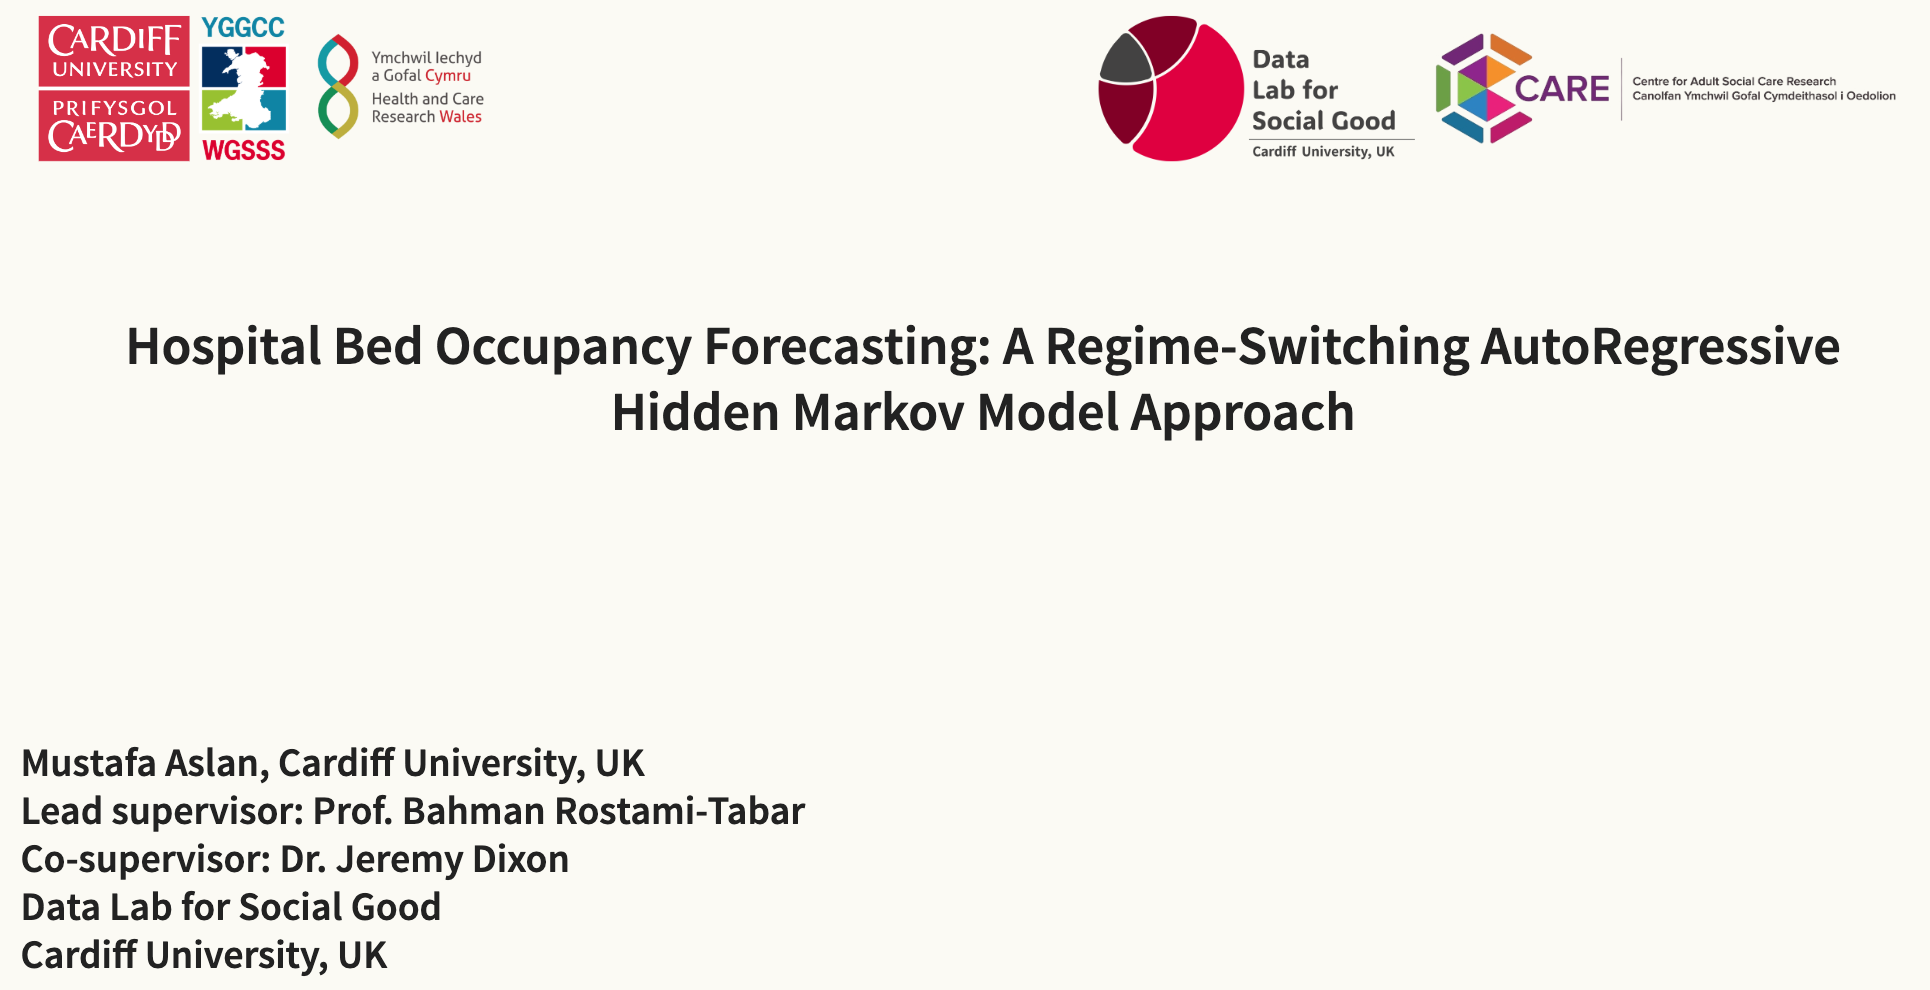 CARDIFF
UNIVERSITY
PRIFYSGOL
CAERDYDD
YGGCC
WGSSS
Ymchwil Iechyd
a Gofal Cymru
Health and Care
Research Wales
Data
Lab for
Social Good
Cardiff University, UK
CARE
Centre for Adult Social Care Research
Canolfan Ymchwil Gofal Cymdeithasol i Oedolion
Hospital Bed Occupancy Forecasting: A Regime-Switching AutoRegressive
Hidden Markov Model Approach
Mustafa Aslan, Cardiff University, UK
Lead supervisor: Prof. Bahman Rostami-Tabar
Co-supervisor: Dr. Jeremy Dixon
Data Lab for Social Good
Cardiff University, UK